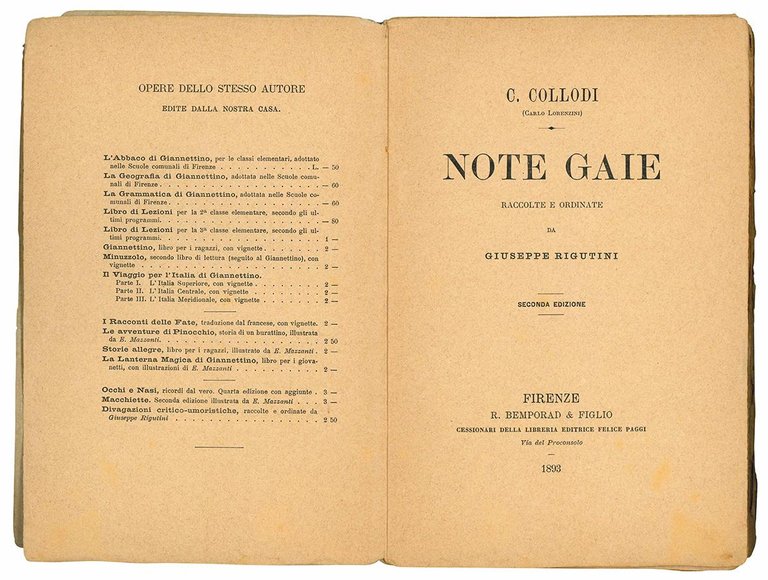 OPERE DELLO STESSO AUTORE
EDITE DALLA NOSTRA CASA.
L'Abbaco di Giannettino, per le classi elementari, adottato
nelle Scuole comunali di Firenze . . . . . . . . . . . L. — 50
La Geografia di Giannettino, adottata nelle Scuole comu-
nali di Firenze . . . . . . . . . . . . . . . . . — 60
La Grammatica di Giannettino, adottata nelle Scuole co-
munali di Firenze . . . . . . . . . . . . . . . . — 60
Libro di Lezioni per la 2ª classe elementare, secondo gli ul-
timi programmi. . . . . . . . . . . . . . . . . — 80
Libro di Lezioni per la 3ª classe elementare, secondo gli ul-
timi programmi. . . . . . . . . . . . . . . . . 1 —
Giannettino, libro per i ragazzi, con vignette . . . . . . 2 —
Minuzzolo, secondo libro di lettura (seguito al Giannettino), con
vignette . . . . . . . . . . . . . . . . . . . 2 —
Il Viaggio per l'Italia di Giannettino.
Parte I. L'Italia Superiore, con vignette . . . . . . . . 2 —
Parte II. L'Italia Centrale, con vignette . . . . . . . . 2 —
Parte III. L'Italia Meridionale, con vignette . . . . . . . 2 —
I Racconti delle Fate, traduzione dal francese, con vignette. 2 —
Le avventure di Pinocchio, storia di un burattino, illustrata
da E. Mazzanti. . . . . . . . . . . . . . . . . 2 50
Storie allegre, libro per i ragazzi, illustrato da E. Mazzanti . 2 —
La Lanterna Magica di Giannettino, libro per i giova-
netti, con illustrazioni di E. Mazzanti . . . . . . . . . 2 —
Occhi e Nasi, ricordi dal vero. Quarta edizione con aggiunte . 3 —
Macchiette. Seconda edizione illustrata da E. Mazzanti . . . 3 —
Divagazioni critico-umoristiche, raccolte e ordinate da
Giuseppe Rigutini . . . . . . . . . . . . . . . . 2 50
C. COLLODI
(CARLO LORENZINI)
NOTE GAIE
RACCOLTE E ORDINATE
DA
GIUSEPPE RIGUTINI
SECONDA EDIZIONE
FIRENZE
R. BEMPORAD & FIGLIO
CESSIONARI DELLA LIBRERIA EDITRICE FELICE PAGGI
Via del Proconsolo
1893